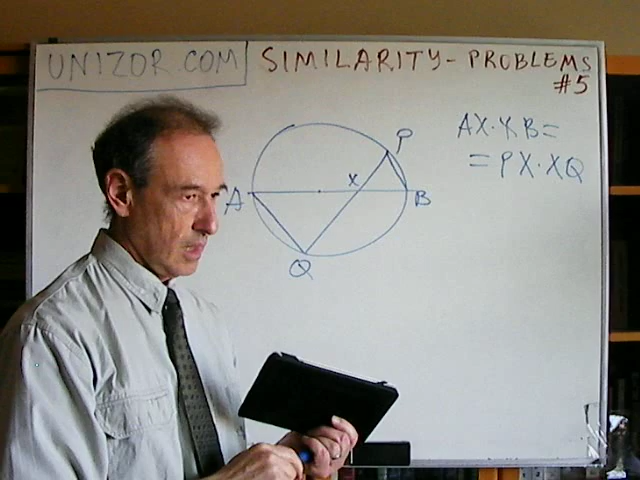 UNIZOR.COM SIMILARITY-PROBLEMS
#5
AX·XB=
=PX·XQ
P
X
A
B
Q